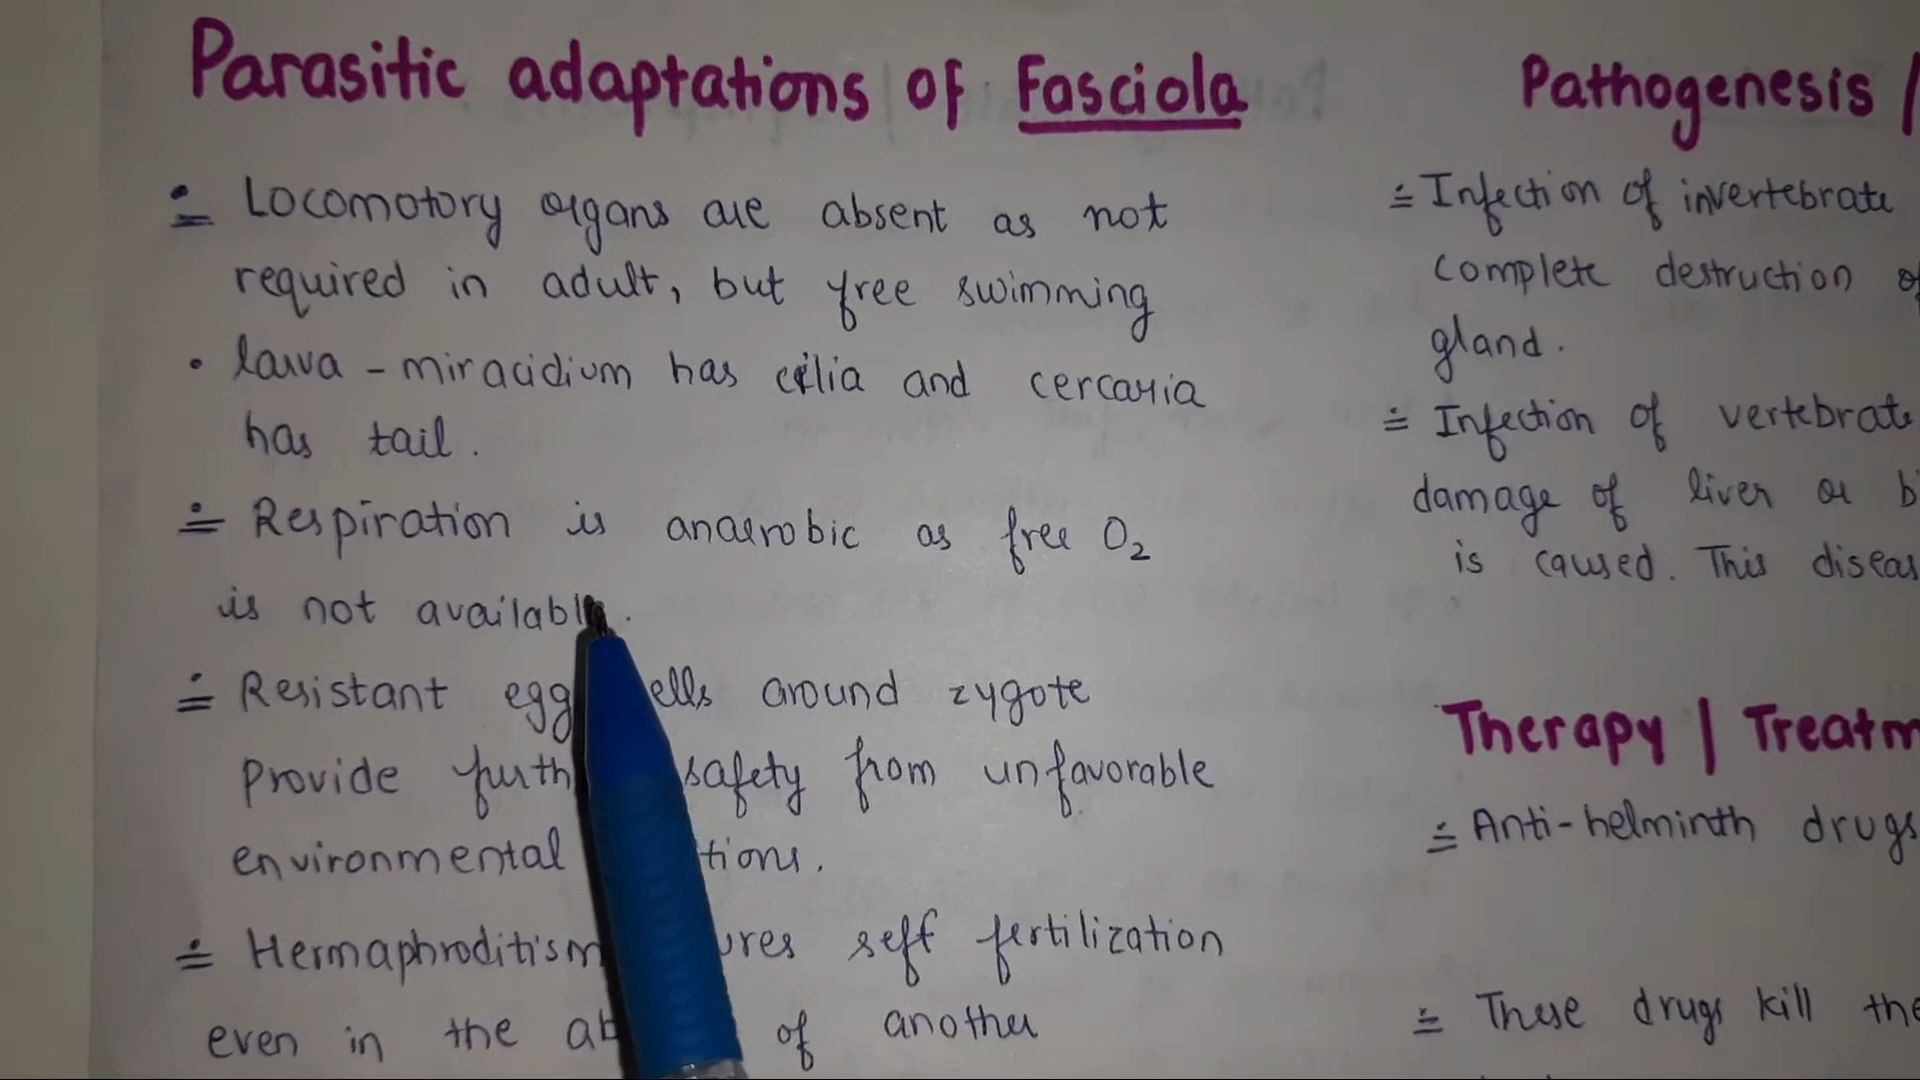 Parasitic adaptations of Fasciola
Locomotory organs are absent as not
required in adult, but free swimming
• larva - miracidium has cilia and cercaria
has tail.
Respiration is anaerobic as free O₂
is not available.
Resistant egg around zygote
Provide safety from unfavorable
environmental
Hermaphroditism self fertilization
even in the of another
Pathogenesis |
Infection of invertebrate
complete destruction of
gland.
Infection of vertebrate
damage of liver or b
is caused. This diseas
Therapy | Treatm
Anti-helminth drugs
These drugs kill the